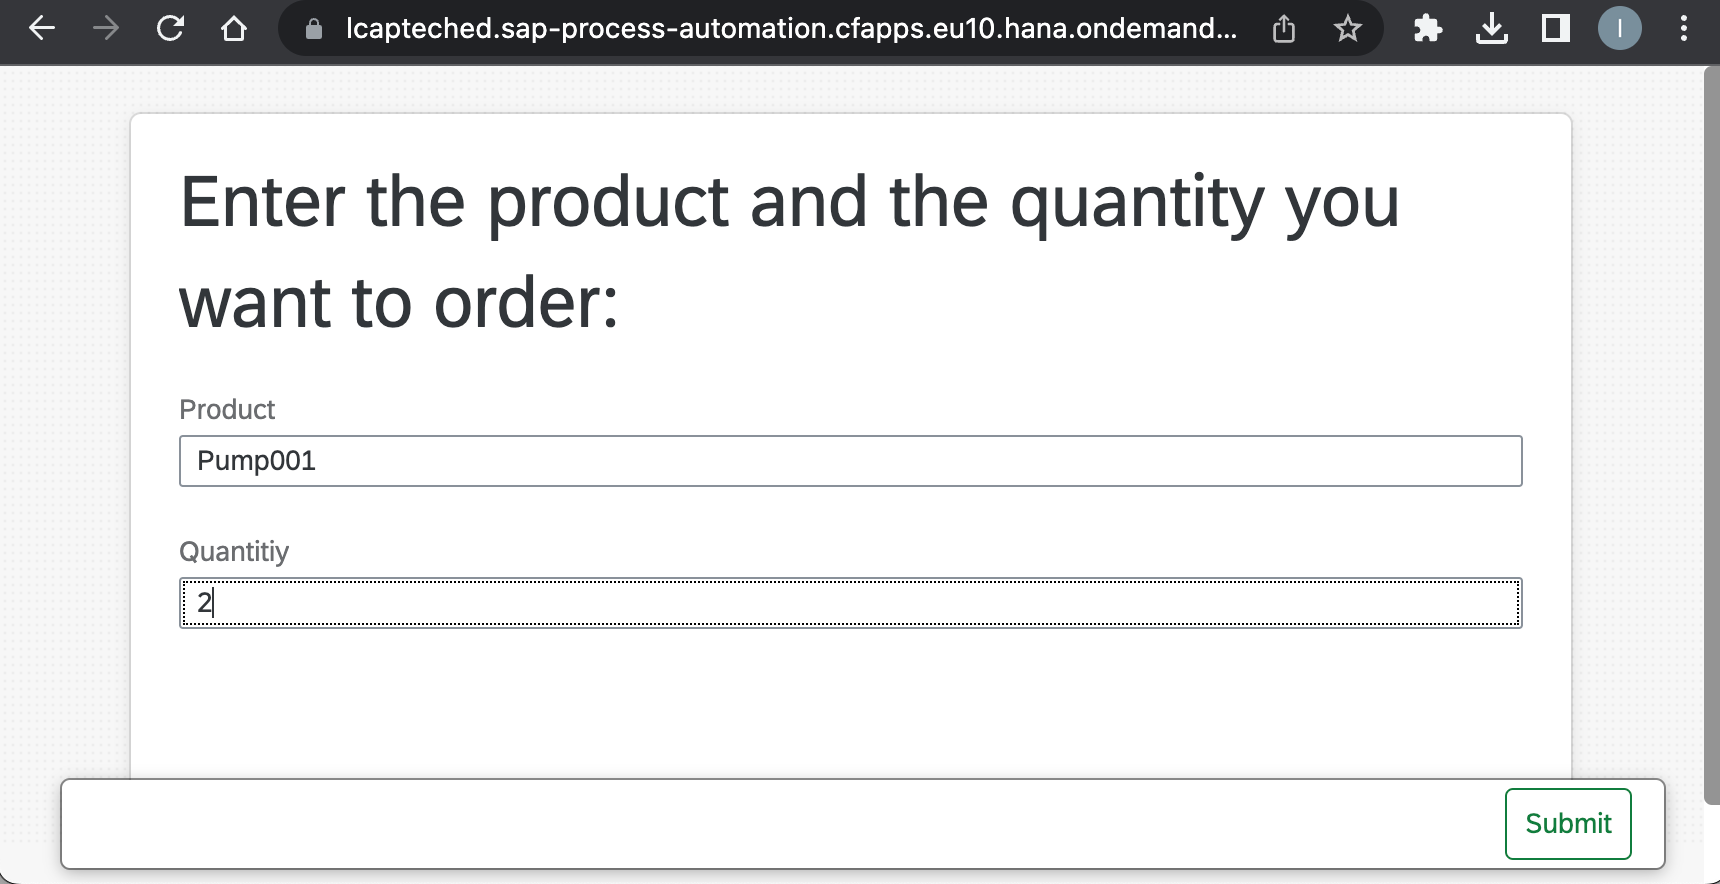 lcapteched.sap-process-automation.cfapps.eu10.hana.ondemand...
I
Enter the product and the quantity you
want to order:
Product
Pump001
Quantitiy
2
Submit